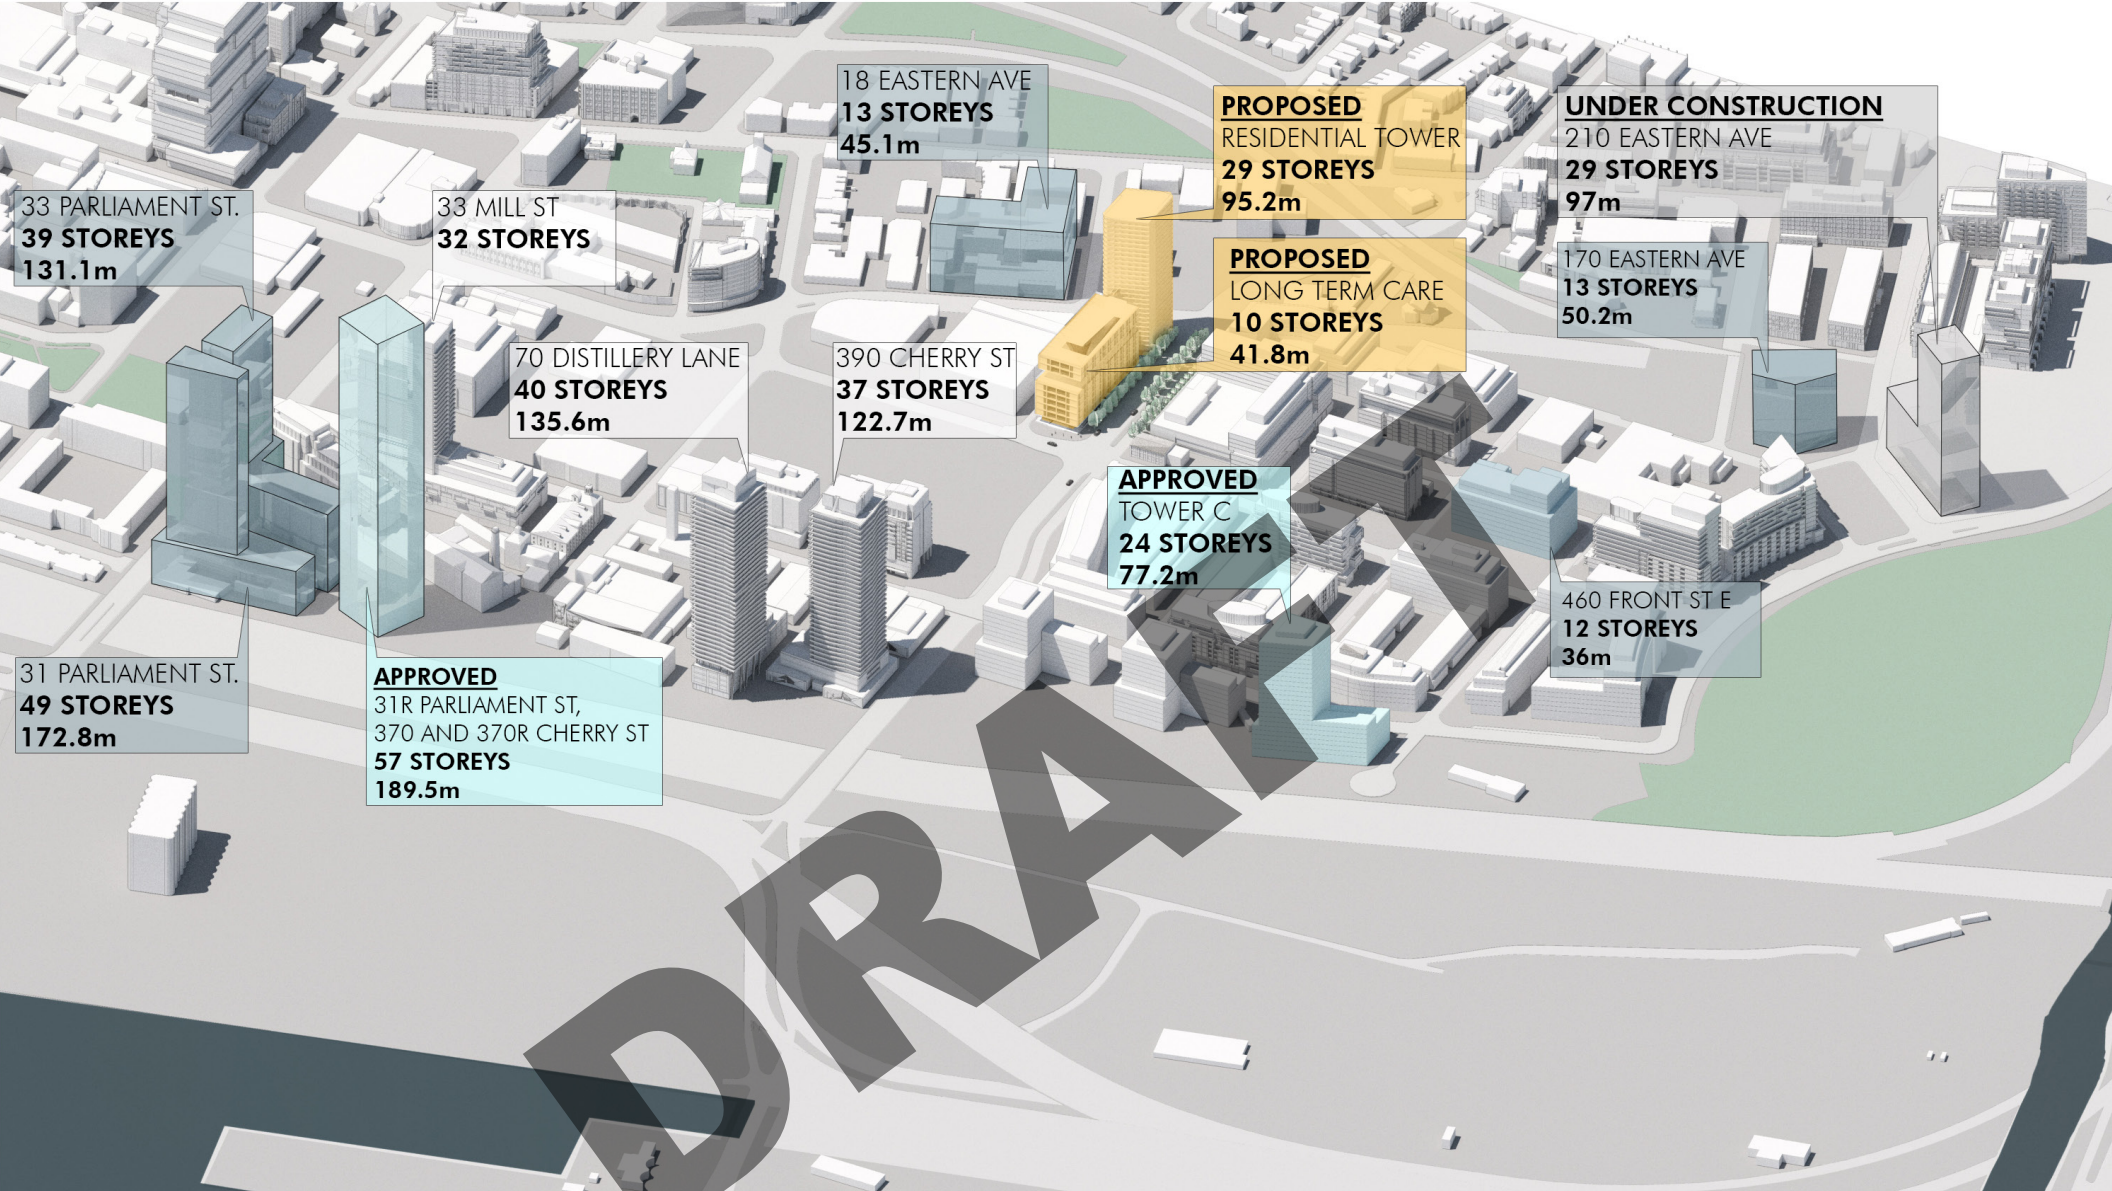 18 EASTERN AVE
13 STOREYS
45.1m
PROPOSED
RESIDENTIAL TOWER
29 STOREYS
95.2m
UNDER CONSTRUCTION
210 EASTERN AVE
29 STOREYS
97m
33 PARLIAMENT ST.
39 STOREYS
131.1m
33 MILL ST
32 STOREYS
PROPOSED
LONG TERM CARE
10 STOREYS
41.8m
170 EASTERN AVE
13 STOREYS
50.2m
70 DISTILLERY LANE
40 STOREYS
135.6m
390 CHERRY ST
37 STOREYS
122.7m
APPROVED
TOWER C
24 STOREYS
77.2m
460 FRONT ST E
12 STOREYS
36m
31 PARLIAMENT ST.
49 STOREYS
172.8m
APPROVED
31R PARLIAMENT ST,
370 AND 370R CHERRY ST
57 STOREYS
189.5m
DRAFT